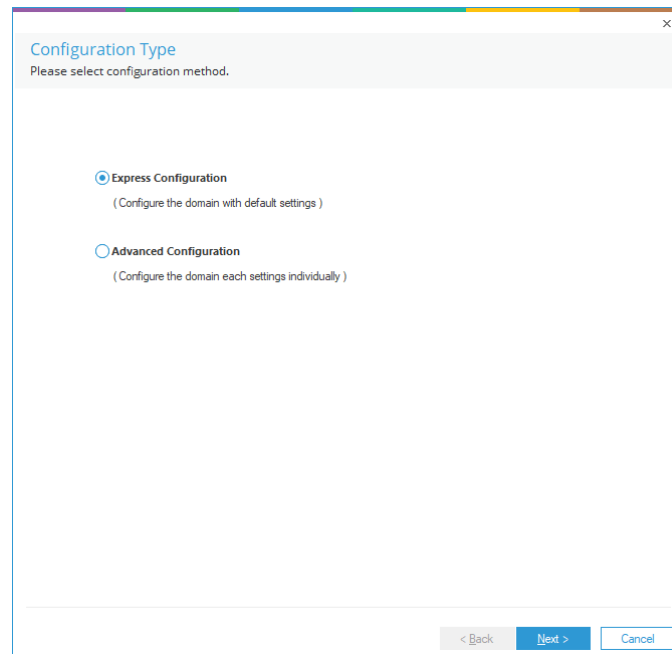 Configuration Type
Please select configuration method.
Express Configuration
( Configure the domain with default settings )
Advanced Configuration
( Configure the domain each settings individually )
< Back
Next >
Cancel